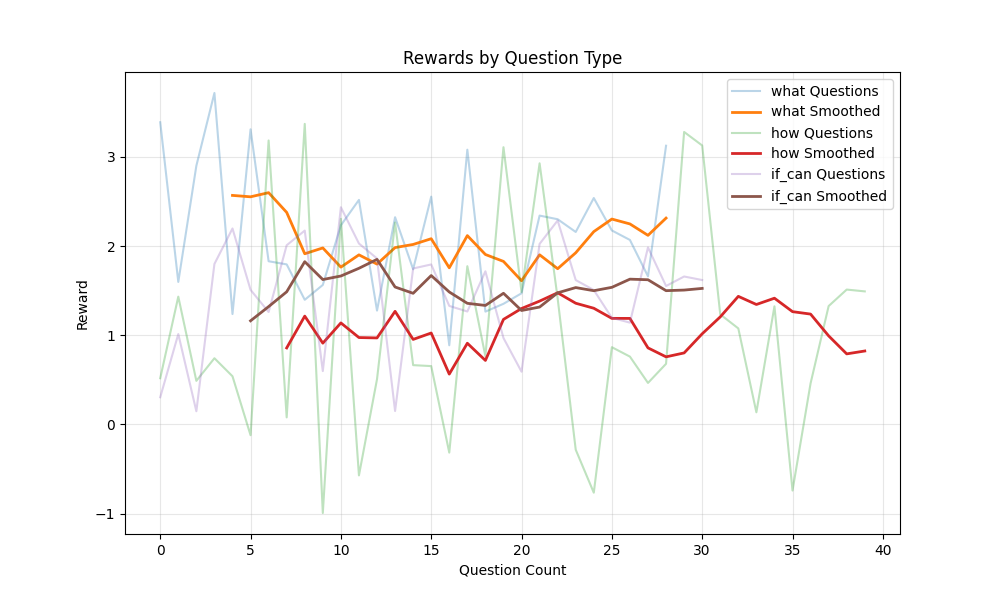 Rewards by Question Type
what Questions
what Smoothed
how Questions
how Smoothed
if_can Questions
if_can Smoothed
Reward
3
2
1
0
−1
0 5 10 15 20 25 30 35 40
Question Count